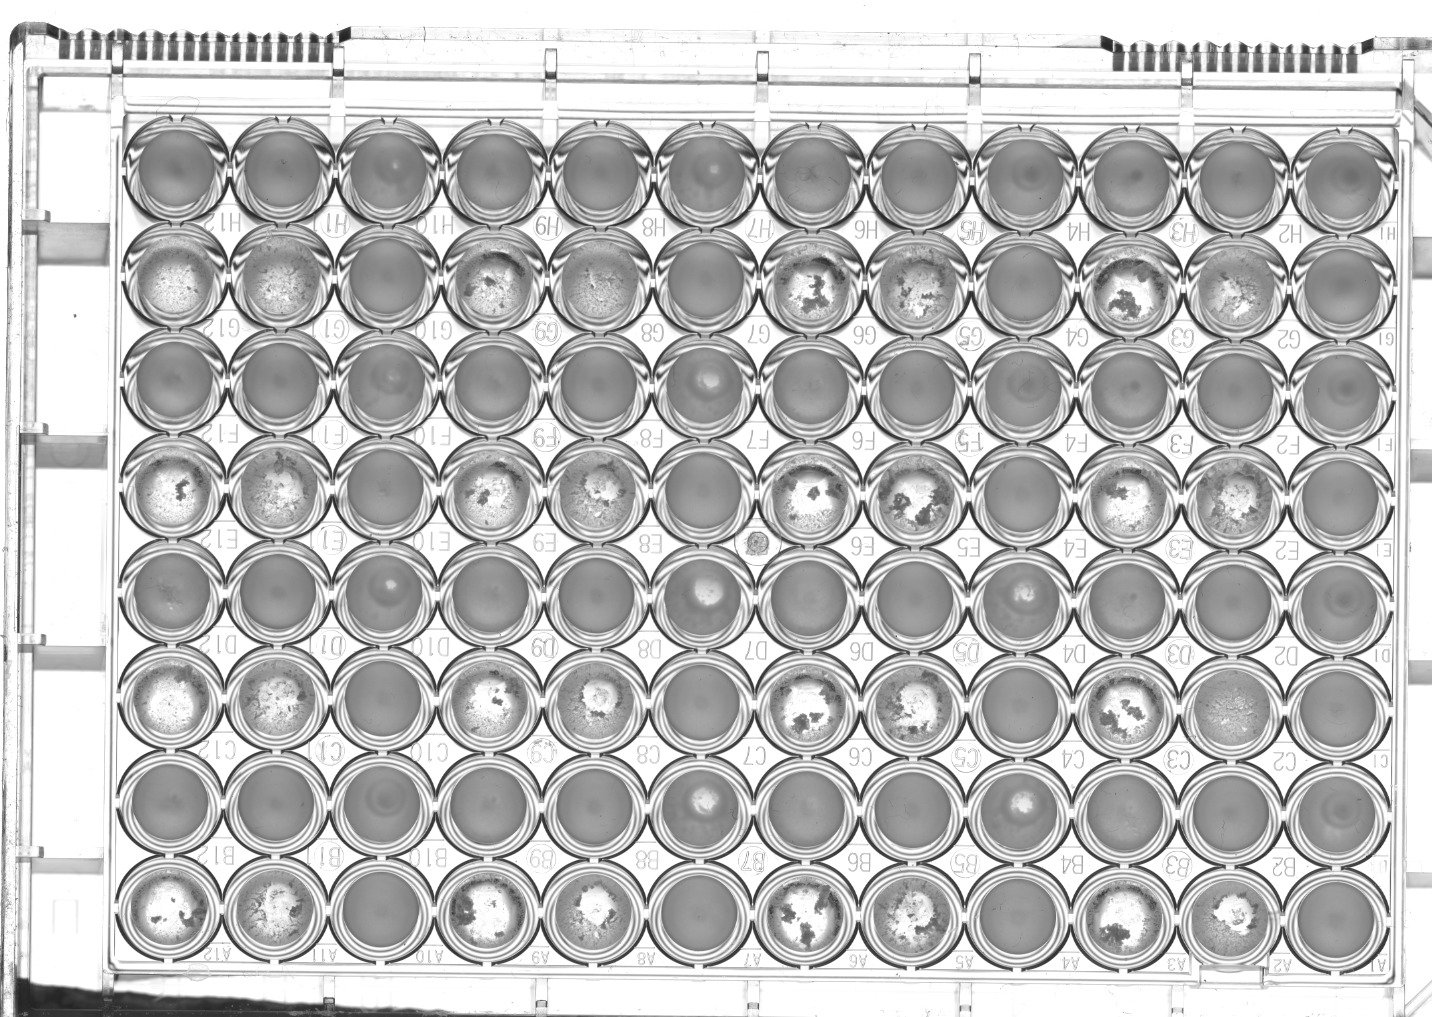 H12 H11 H10 H9 H8 H7 H6 H5 H4 H3 H2 H1
G12 G11 G10 G9 G8 G7 G6 G5 G4 G3 G2 G1
F12 F11 F10 F9 F8 F7 F6 F5 F4 F3 F2 F1
E12 E11 E10 E9 E8 E6 E5 E4 E3 E2 E1
D12 D11 D10 D9 D8 D7 D6 D5 D4 D3 D2 D1
C12 C11 C10 C9 C8 C7 C6 C5 C4 C3 C2 C1
B12 B11 B10 B9 B8 B7 B6 B5 B4 B3 B2
A12 A11 A10 A9 A8 A7 A6 A5 A4 A3 A2 A1